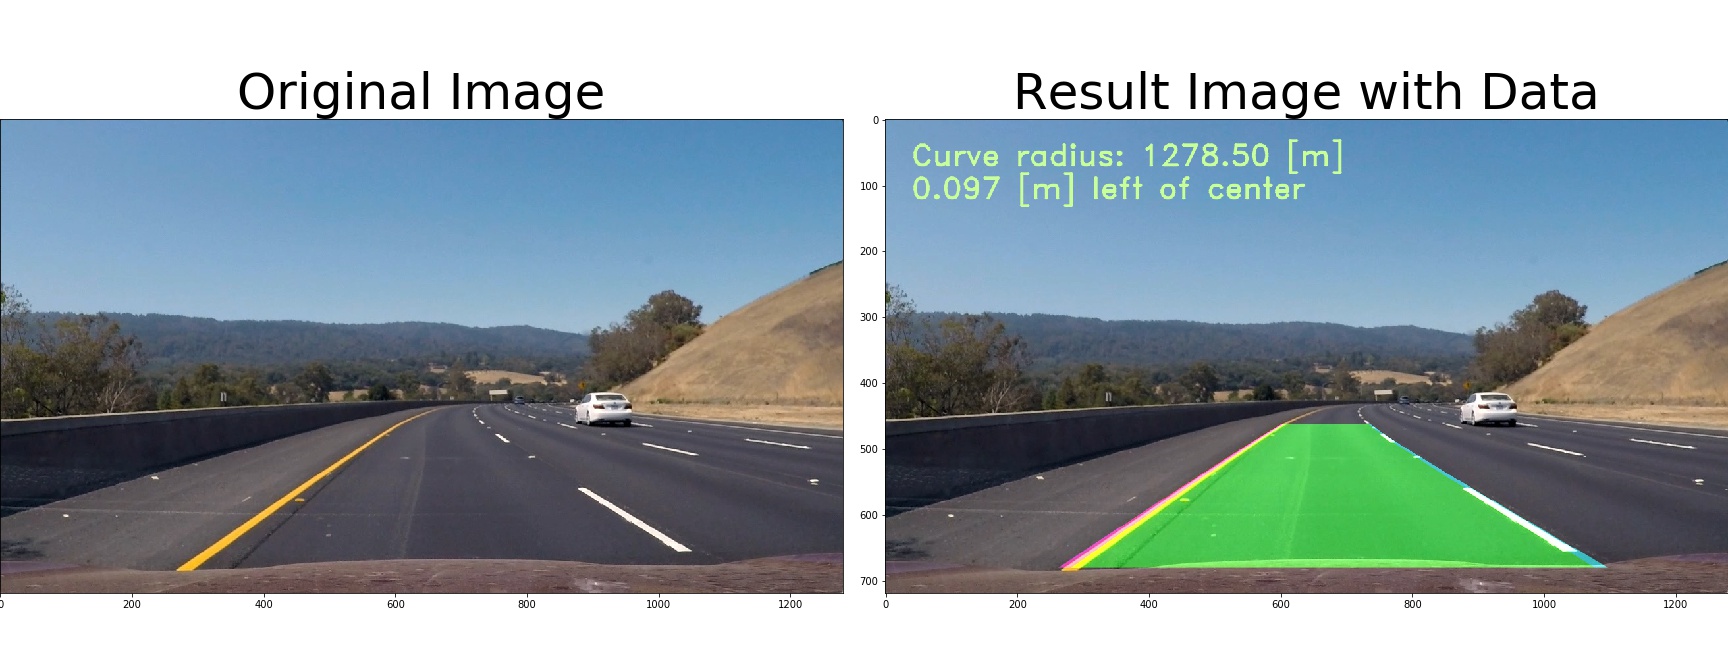 Original Image
Result Image with Data
Curve radius: 1278.50 [m]
0.097 [m] left of center
0
100
200
300
400
500
600
700
0 200 400 600 800 1000 1200
0 200 400 600 800 1000 1200